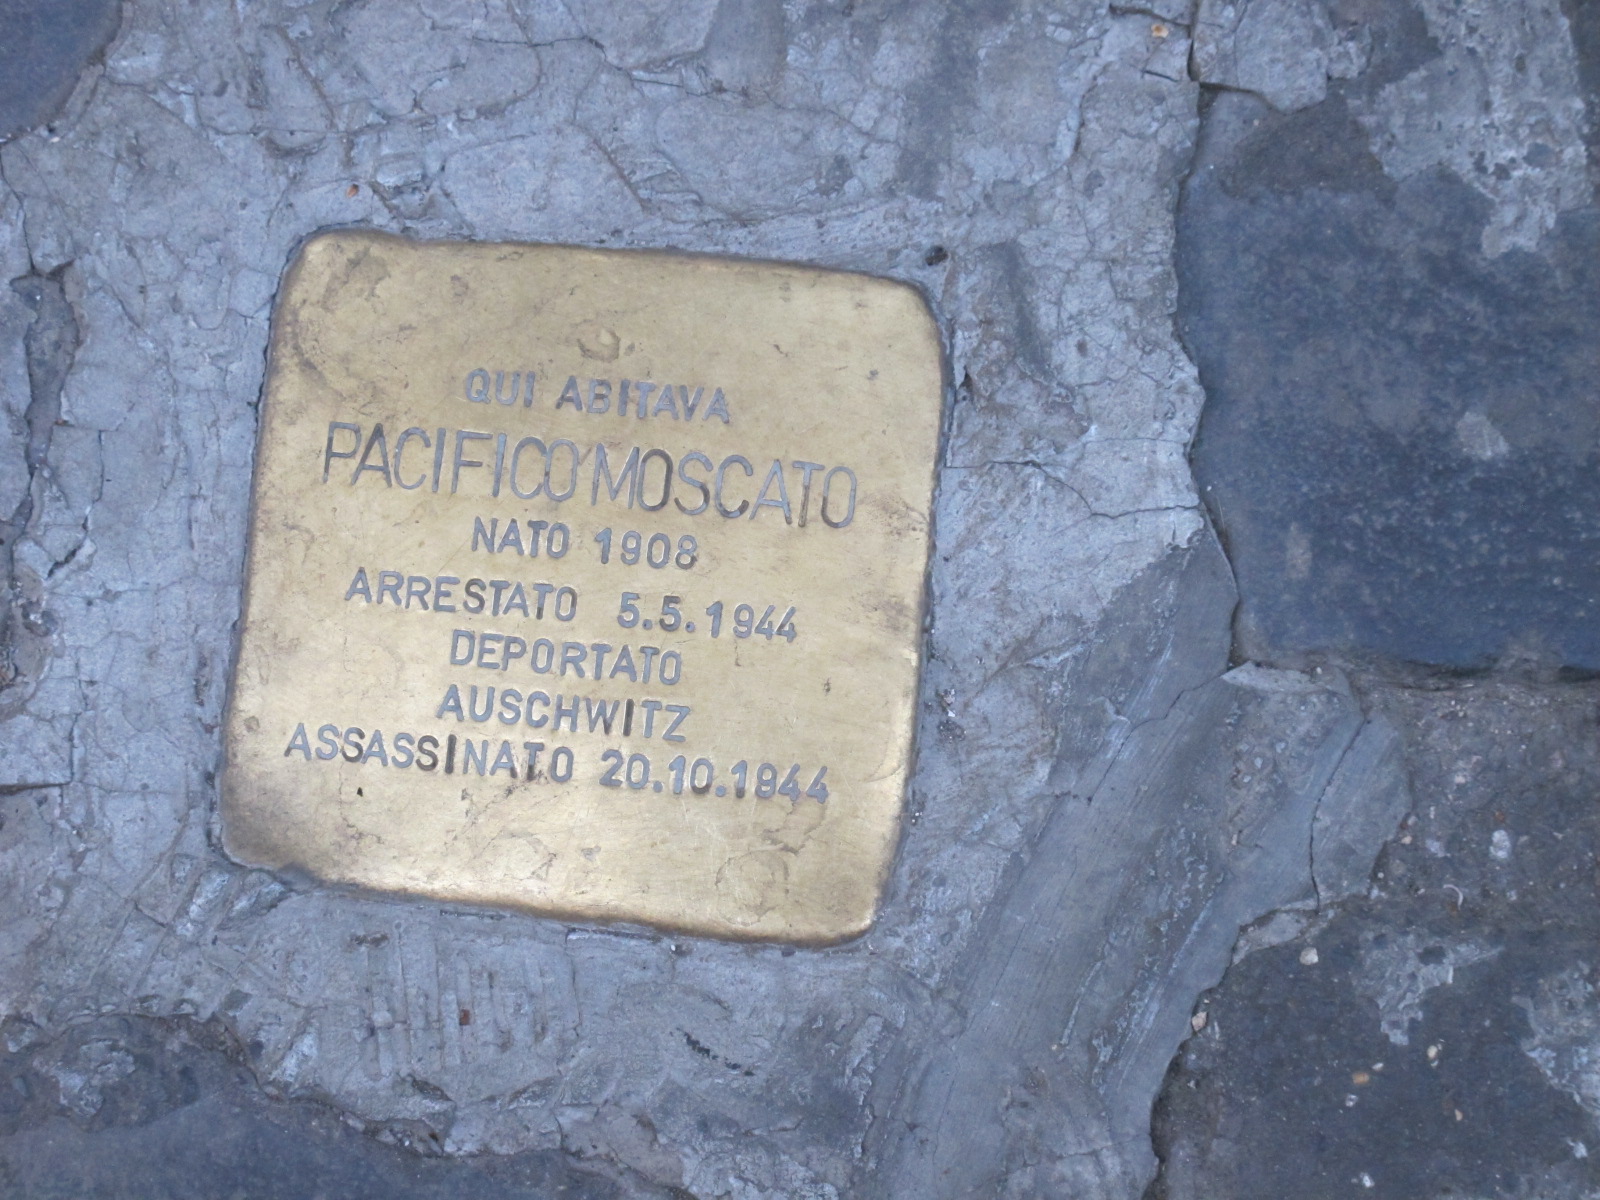 QUI ABITAVA
PACIFICO MOSCATO
NATO 1908
ARRESTATO 5.5.1944
DEPORTATO
AUSCHWITZ
ASSASSINATO 20.10.1944